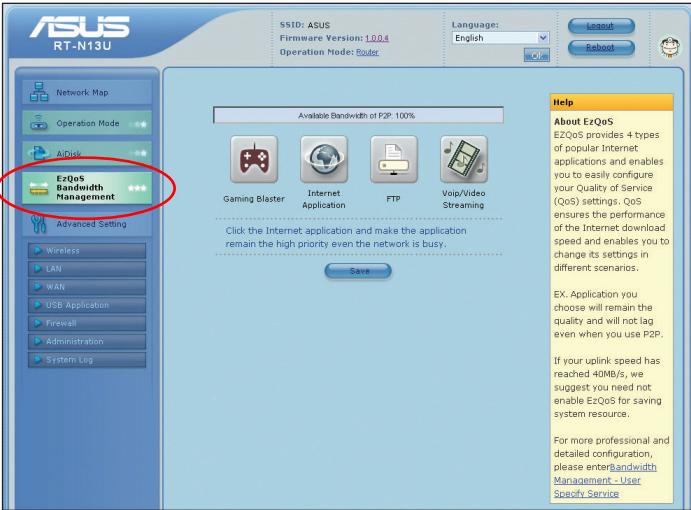 ASUS
RT-N13U
SSID: ASUS
Firmware Version: 1.0.0.4
Operation Mode: Router
Language:
English
OK
Logout
Reboot
Network Map
Operation Mode
AiDisk
EzQoS
Bandwidth
Management
Advanced Setting
Wireless
LAN
WAN
USB Application
Firewall
Administration
System Log
Available Bandwidth of P2P: 100%
Gaming Blaster
Internet
Application
FTP
Voip/Video
Streaming
Click the Internet application and make the application
remain the high priority even the network is busy.
Save
Help
About EzQoS
EZQoS provides 4 types
of popular Internet
applications and enables
you to easily configure
your Quality of Service
(QoS) settings. QoS
ensures the performance
of the Internet download
speed and enables you to
change its settings in
different scenarios.
EX. Application you
choose will remain the
quality and will not lag
even when you use P2P.
If your uplink speed has
reached 40MB/s, we
suggest you need not
enable EzQoS for saving
system resource.
For more professional and
detailed configuration,
please enterBandwidth
Management - User
Specify Service